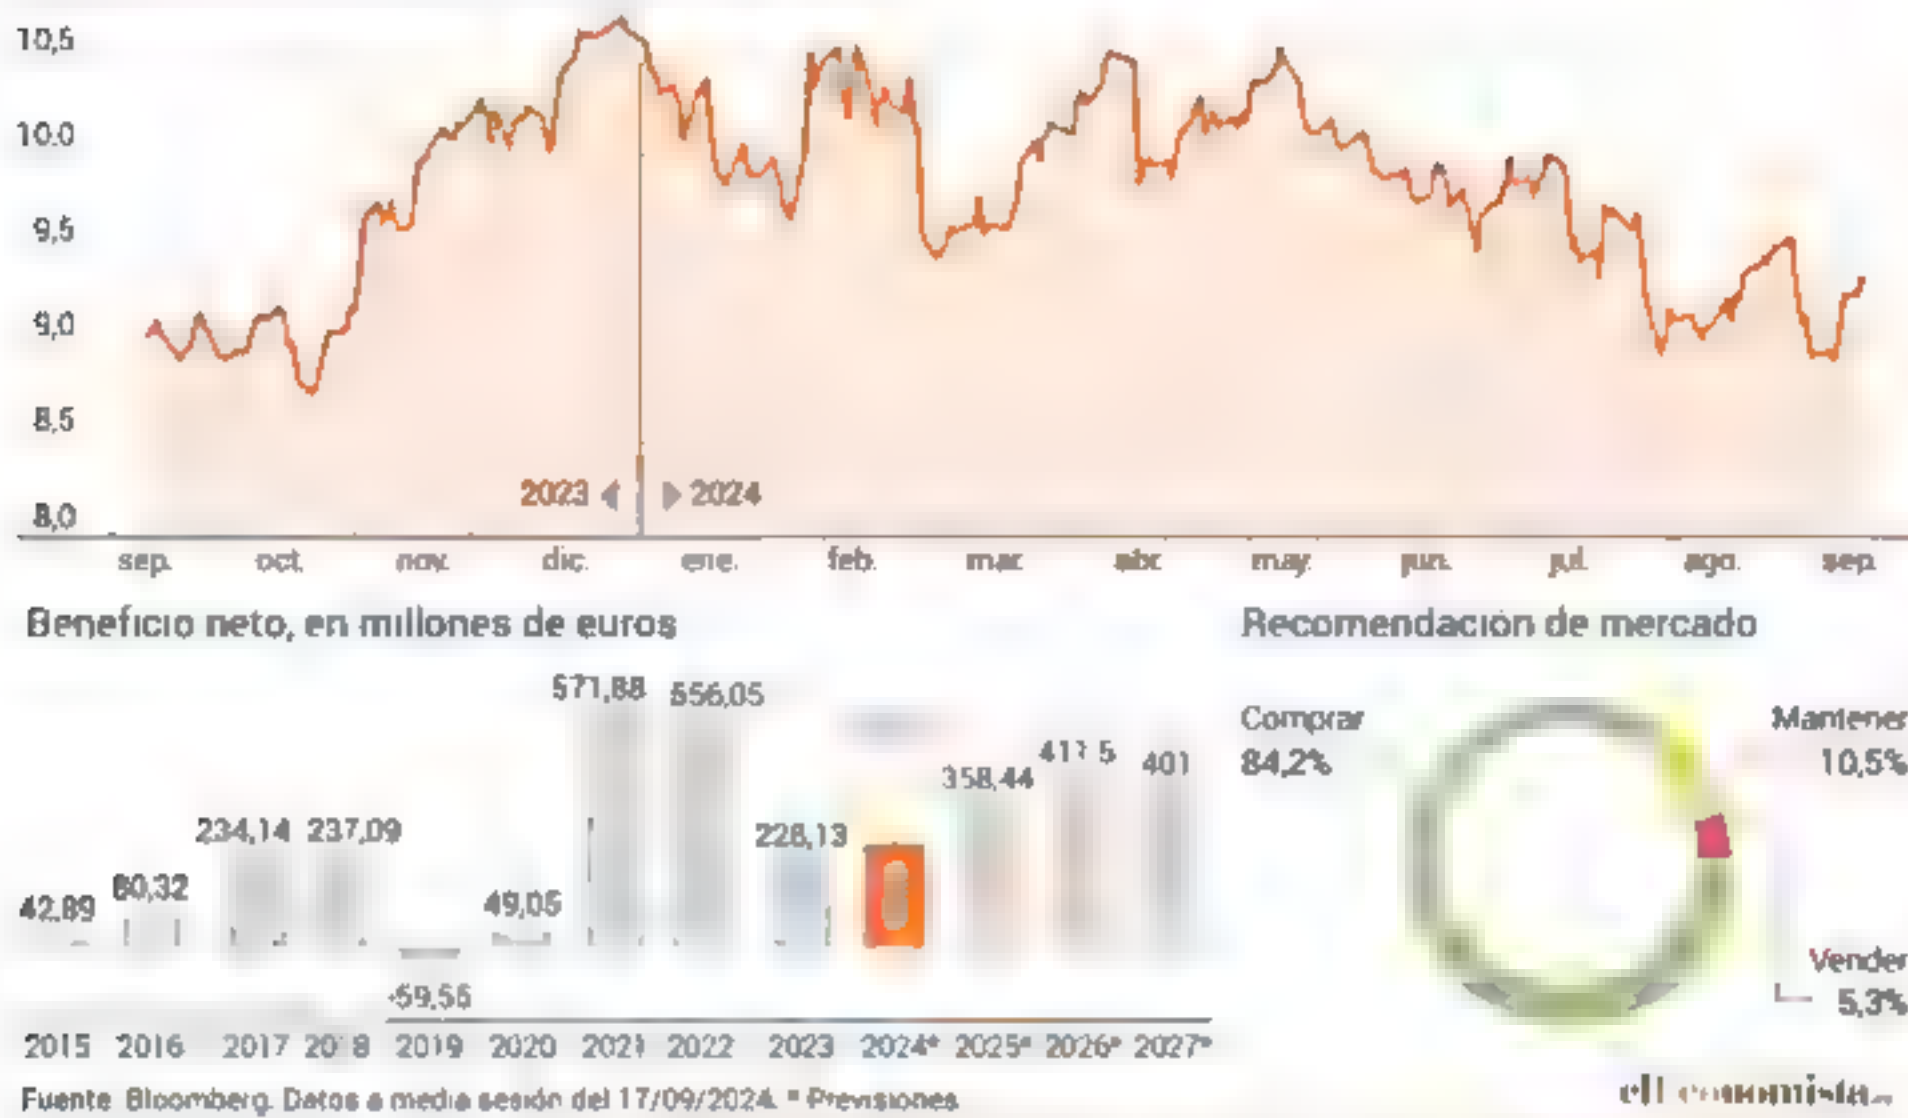 10,5
10,0
9,5
9,0
8,5
8,0
2023 2024
sep. oct. nov. dic. ene. feb. mar. abr. may. jun. jul. ago. sep.
Beneficio neto, en millones de euros
42,89 80,32 234,14 237,09 -59,55 49,05 571,88 556,05 228,13 358,44 401
2015 2016 2017 2018 2019 2020 2021 2022 2023 2024* 2025* 2026* 2027*
Recomendación de mercado
Comprar
84,2%
Mantener
10,5%
Vender
5,3%
Fuente: Bloomberg. Datos a media sesión del 17/09/2024. * Previsiones.